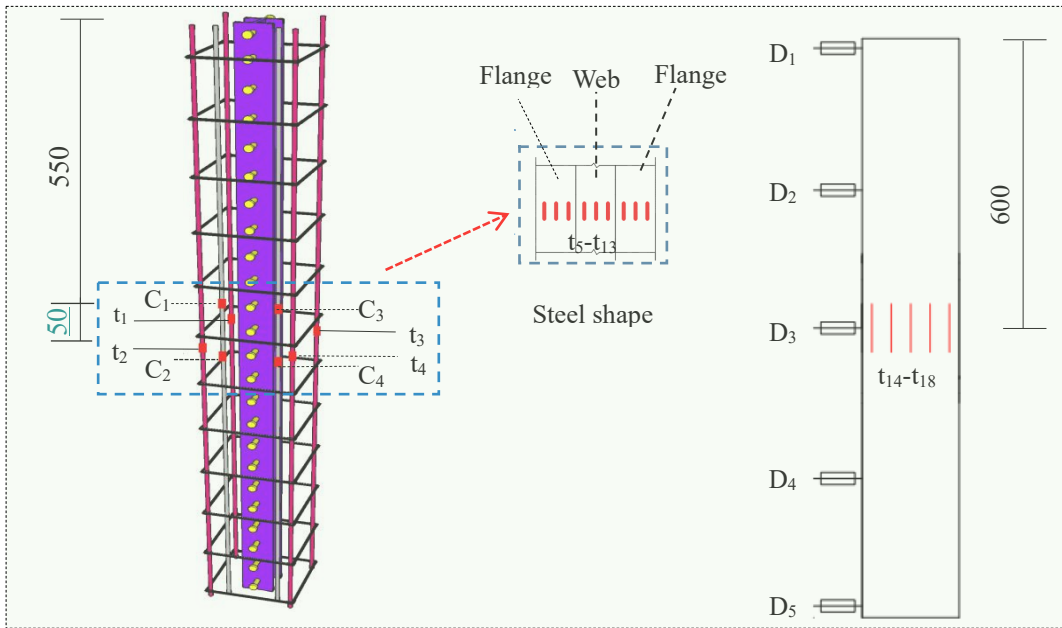 550
50
C₁
t₁
t₂
C₂
C₃
t₃
t₄
C₄
Flange
Web
Flange
t₅-t₁₃
Steel shape
D₁
D₂
D₃
D₄
D₅
600
t₁₄-t₁₈